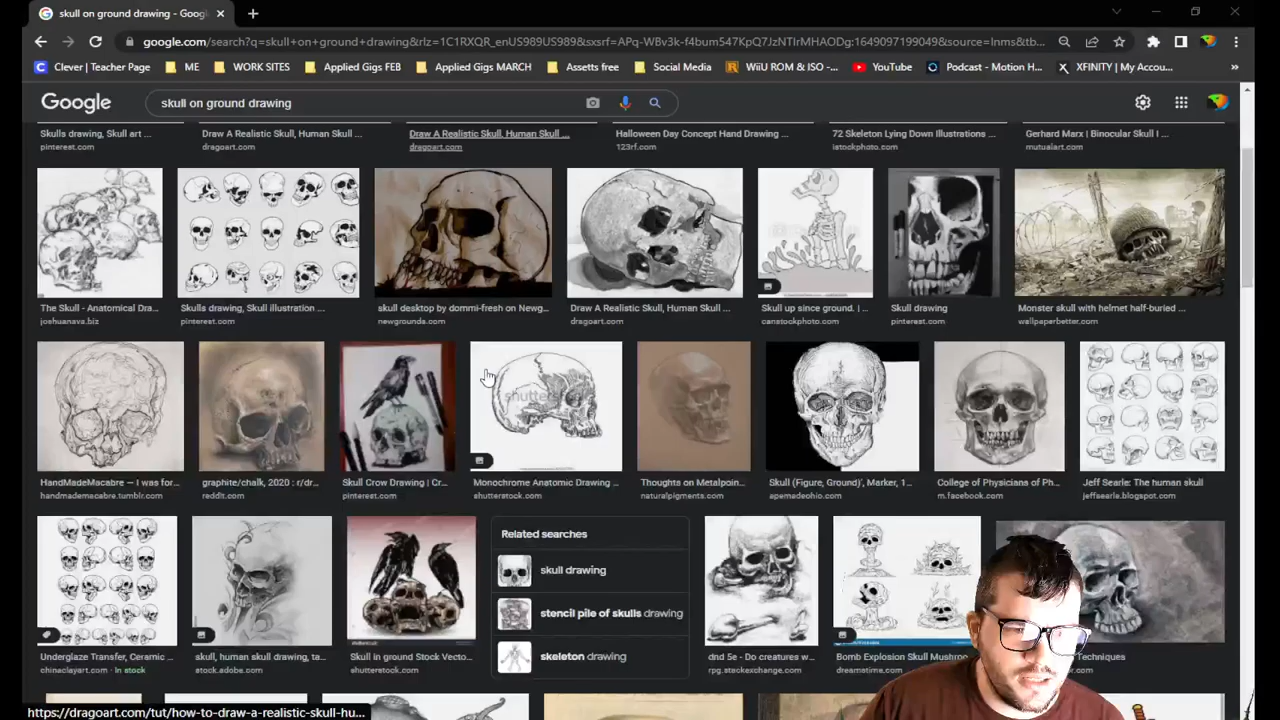 skull on ground drawing - Goog
google.com/search?q=skull+on+ground+drawing&rlz=1C1RXQR_enUS989US989&sxsrf=APq-WBv3k-f4bum547KpQ7JzNTIrMHAODg:1649097199049&source=lnms&tb...
Clever | Teacher Page ME WORK SITES Applied Gigs FEB Applied Gigs MARCH Assetts free Social Media WiiU ROM & ISO -... YouTube Podcast - Motion H... XFINITY | My Accou... »
Google skull on ground drawing
Skulls drawing, Skull art ... Draw A Realistic Skull, Human Skull ... Draw A Realistic Skull, Human Skull ... Halloween Day Concept Hand Drawing ... 72 Skeleton Lying Down Illustrations ... Gerhard Marx | Binocular Skull I ...
pinterest.com dragoart.com dragoart.com 123rf.com istockphoto.com mutualart.com
The Skull - Anatomical Dra... Skulls drawing, Skull illustration ... skull desktop by dommi-fresh on Newg... Draw A Realistic Skull, Human Skull ... Skull up since ground. | ... Skull drawing Monster skull with helmet half-buried ...
joshuanava.biz pinterest.com newgrounds.com dragoart.com canstockphoto.com pinterest.com wallpaperbetter.com
HandMadeMacabre — I was for... graphite/chalk, 2020 : r/dr... Skull Crow Drawing | Cr... Monochrome Anatomic Drawing ... Thoughts on Metalpoin... Skull (Figure, Ground)', Marker, 1... College of Physicians of Ph... Jeff Searle: The human skull
handmademacabre.tumblr.com reddit.com pinterest.com shutterstock.com naturalpigments.com apemadeohio.com m.facebook.com jeffsearle.blogspot.com
Related searches
skull drawing
stencil pile of skulls drawing
skeleton drawing
Underglaze Transfer, Ceramic ... skull, human skull drawing, ta... Skull in ground Stock Vecto... dnd 5e - Do creatures w... Bomb Explosion Skull Mushro Techniques
chinaclayart.com · In stock stock.adobe.com shutterstock.com rpg.stackexchange.com dreamstime.com
https://dragoart.com/tut/how-to-draw-a-realistic-skull-hu...